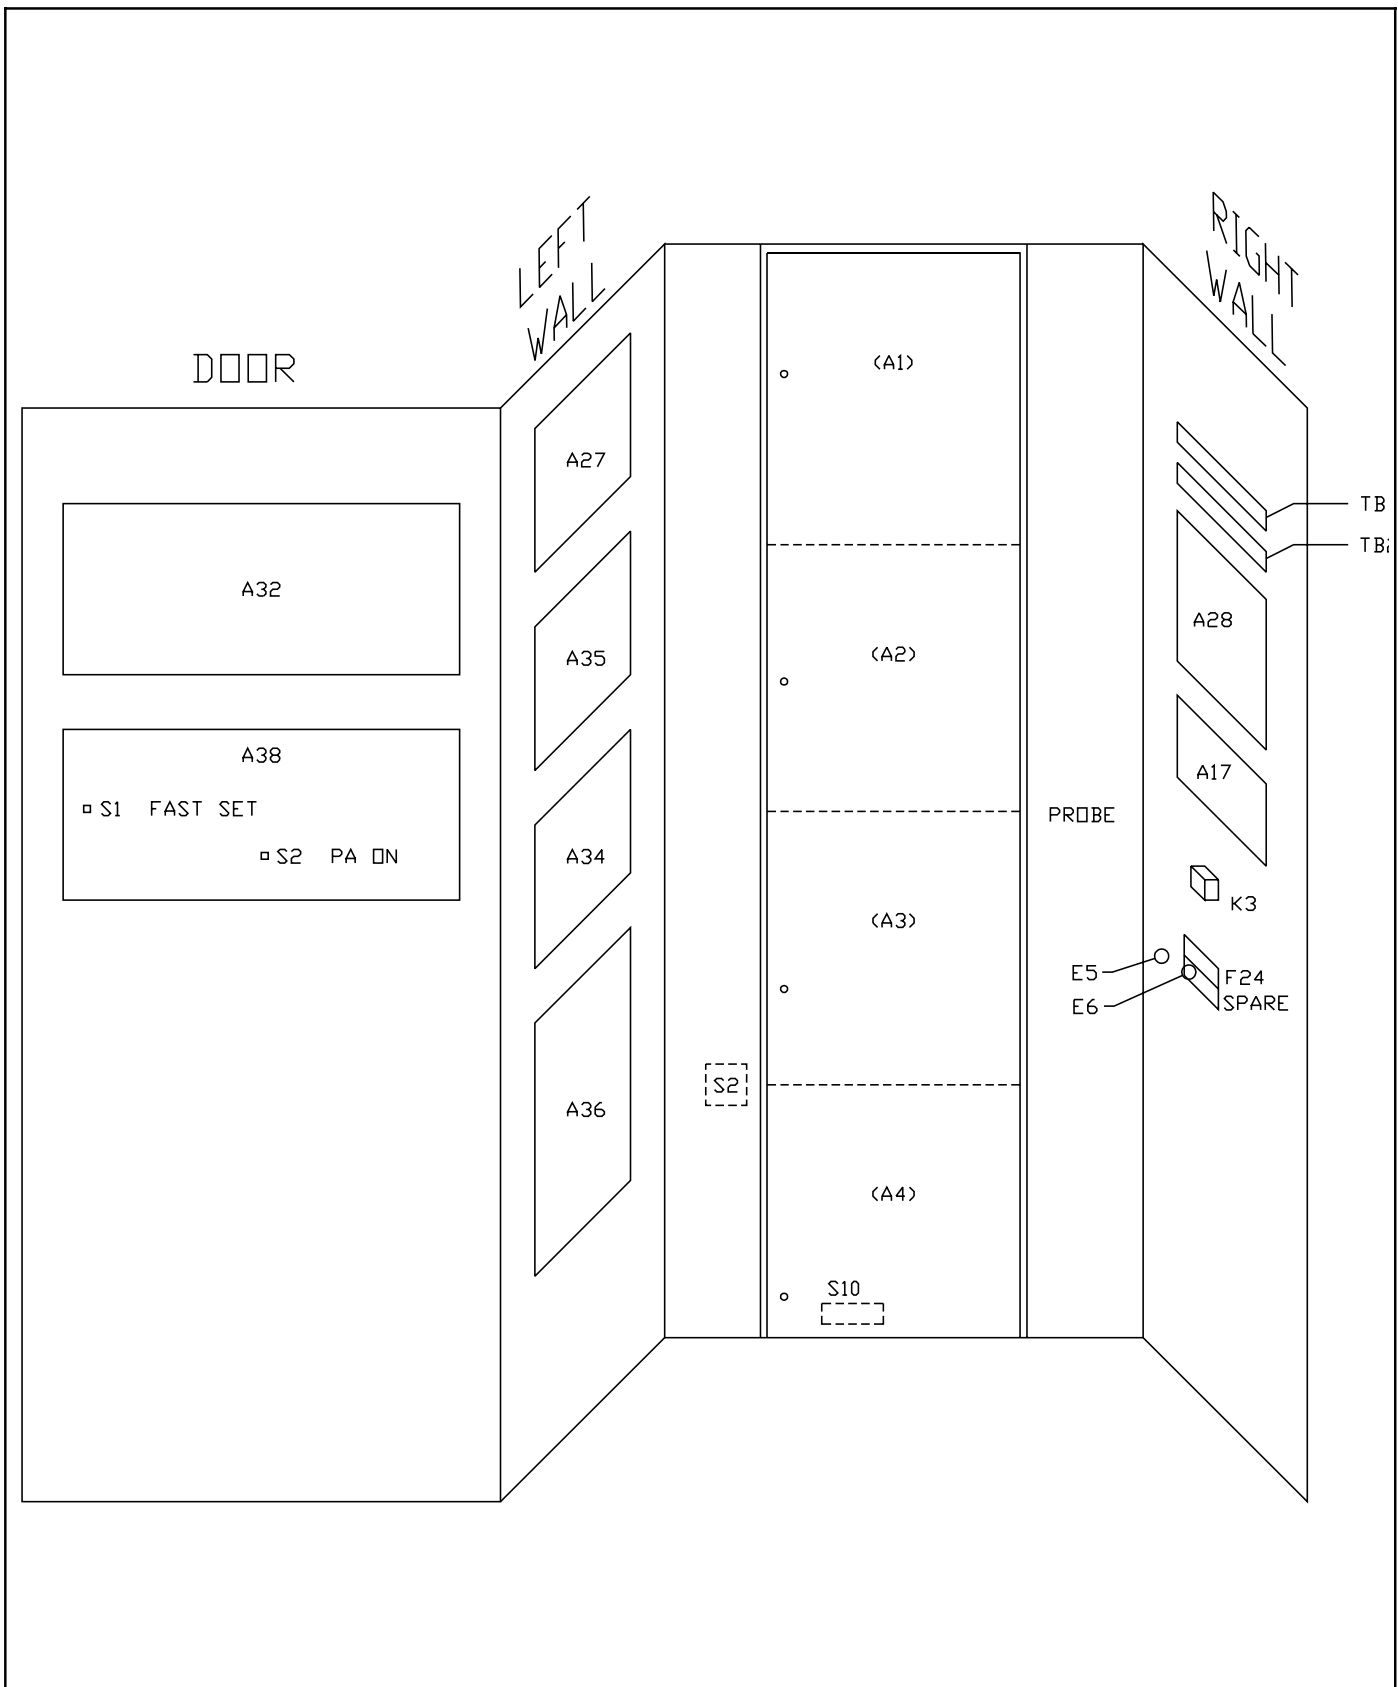 DOOR
LEFT
WALL
RIGHT
WALL
A32
A38
S1 FAST SET
S2 PA ON
A27
A35
A34
A36
(A1)
(A2)
(A3)
(A4)
S2
S10
PROBE
TB
TB2
A28
A17
K3
E5
E6
F24
SPARE